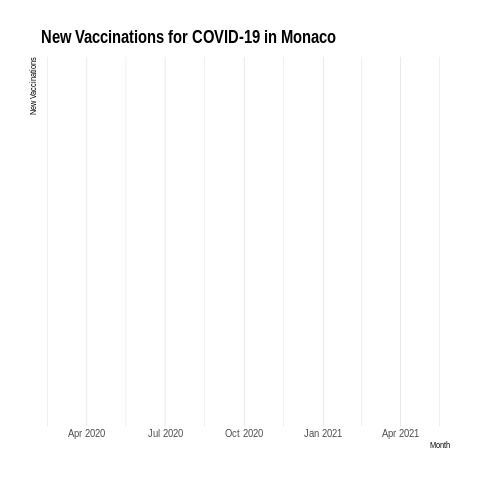 New Vaccinations for COVID-19 in Monaco
New Vaccinations
Apr 2020 Jul 2020 Oct 2020 Jan 2021 Apr 2021
Month